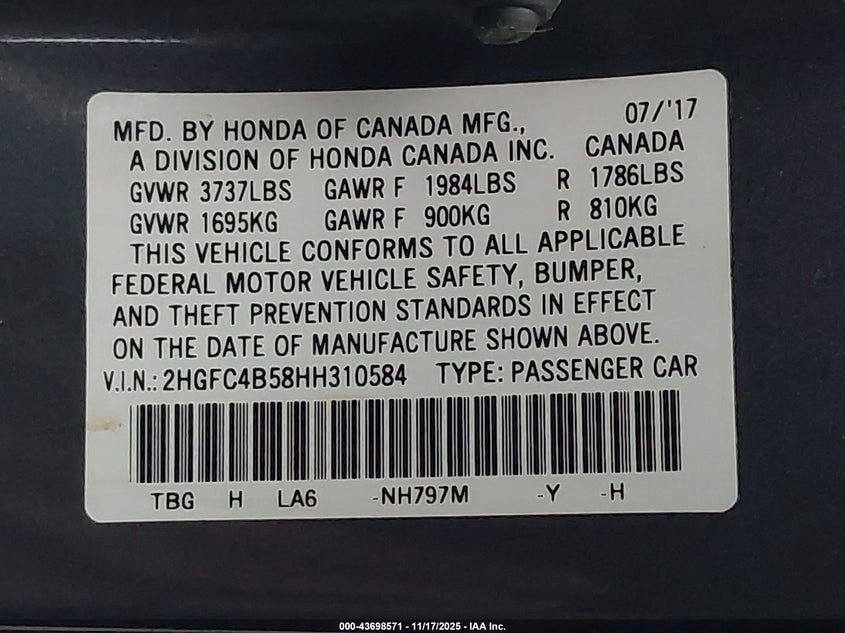 MFD. BY HONDA OF CANADA MFG., 07/'17
A DIVISION OF HONDA CANADA INC. CANADA
GVWR 3737LBS GAWR F 1984LBS R 1786LBS
GVWR 1695KG GAWR F 900KG R 810KG
THIS VEHICLE CONFORMS TO ALL APPLICABLE
FEDERAL MOTOR VEHICLE SAFETY, BUMPER,
AND THEFT PREVENTION STANDARDS IN EFFECT
ON THE DATE OF MANUFACTURE SHOWN ABOVE.
V.I.N.: 2HGFC4B58HH310584 TYPE: PASSENGER CAR
TBG H LA6 -NH797M -Y -H
000-43698571 - 11/17/2025 - IAA Inc.